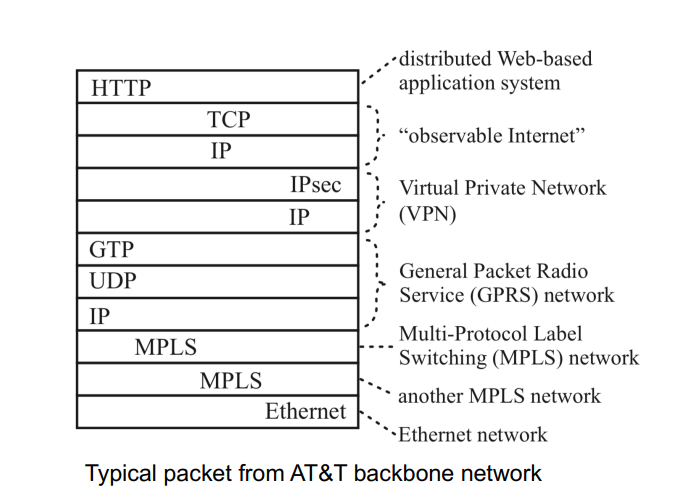 HTTP
TCP
IP
IPsec
IP
GTP
UDP
IP
MPLS
MPLS
Ethernet
distributed Web-based
application system
“observable Internet”
Virtual Private Network
(VPN)
General Packet Radio
Service (GPRS) network
Multi-Protocol Label
Switching (MPLS) network
another MPLS network
Ethernet network
Typical packet from AT&T backbone network